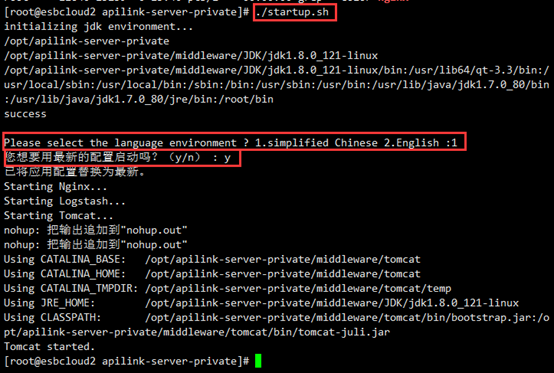 [root@esbcloud2 apilink-server-private]# ./startup.sh
initializing jdk environment...
/opt/apilink-server-private
/opt/apilink-server-private/middleware/JDK/jdk1.8.0_121-linux
/opt/apilink-server-private/middleware/JDK/jdk1.8.0_121-linux/bin:/usr/lib64/qt-3.3/bin:/
usr/local/sbin:/usr/local/bin:/sbin:/bin:/usr/sbin:/usr/bin:/usr/lib/java/jdk1.7.0_80/bin
:/usr/lib/java/jdk1.7.0_80/jre/bin:/root/bin
success
Please select the language environment ? 1.simplified Chinese 2.English :1
您想要用最新的配置启动吗？（y/n） : y
已将应用配置替换为最新。
Starting Nginx...
Starting Logstash...
Starting Tomcat...
nohup: 把输出追加到"nohup.out"
nohup: 把输出追加到"nohup.out"
Using CATALINA_BASE:   /opt/apilink-server-private/middleware/tomcat
Using CATALINA_HOME:   /opt/apilink-server-private/middleware/tomcat
Using CATALINA_TMPDIR: /opt/apilink-server-private/middleware/tomcat/temp
Using JRE_HOME:        /opt/apilink-server-private/middleware/JDK/jdk1.8.0_121-linux
Using CLASSPATH:       /opt/apilink-server-private/middleware/tomcat/bin/bootstrap.jar:/o
pt/apilink-server-private/middleware/tomcat/bin/tomcat-juli.jar
Tomcat started.
[root@esbcloud2 apilink-server-private]#